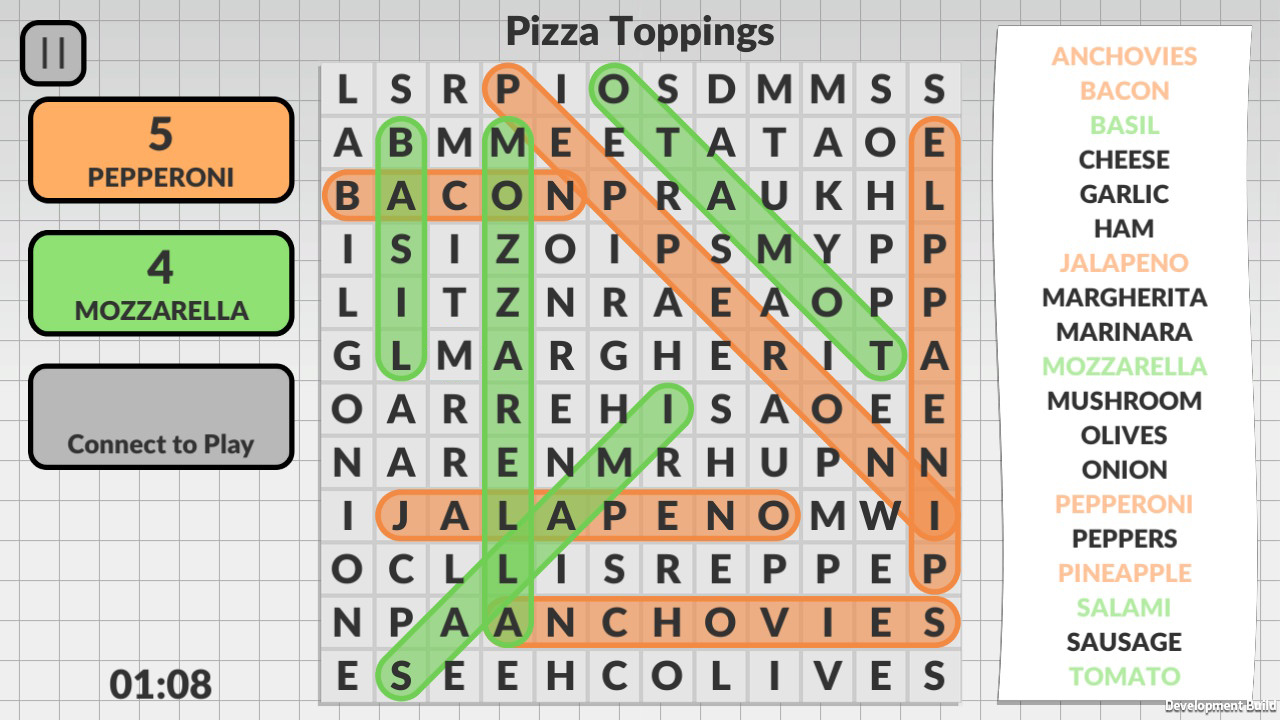 Pizza Toppings
5
PEPPERONI
4
MOZZARELLA
Connect to Play
01:08
L S R P I O S D M M S S
A B M M E E T A T A O E
B A C O N P R A U K H L
I S I Z O I P S M Y P P
L I T Z N R A E A O P P
G L M A R G H E R I T A
O A R R E H I S A O E E
N A R E N M R H U P N N
I J A L A P E N O M W I
O C L L I S R E P P E P
N P A A N C H O V I E S
E S E E H C O L I V E S
ANCHOVIES
BACON
BASIL
CHEESE
GARLIC
HAM
JALAPENO
MARGHERITA
MARINARA
MOZZARELLA
MUSHROOM
OLIVES
ONION
PEPPERONI
PEPPERS
PINEAPPLE
SALAMI
SAUSAGE
TOMATO
Development Build